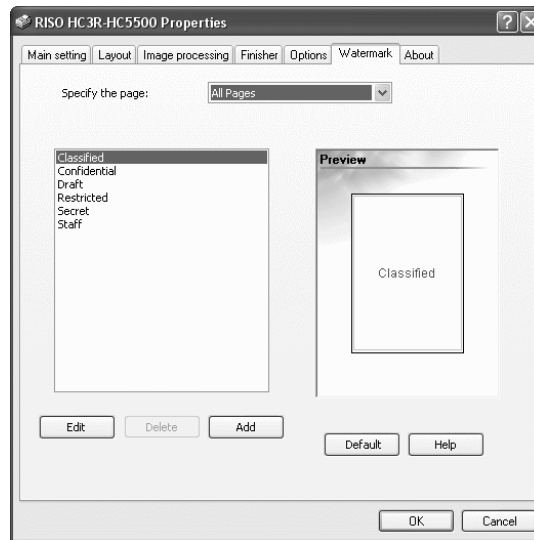 RISO HC3R-HC5500 Properties
Main setting Layout Image processing Finisher Options Watermark About
Specify the page: All Pages
Classified
Confidential
Draft
Restricted
Secret
Staff
Preview
Classified
Edit Delete Add
Default Help
OK Cancel